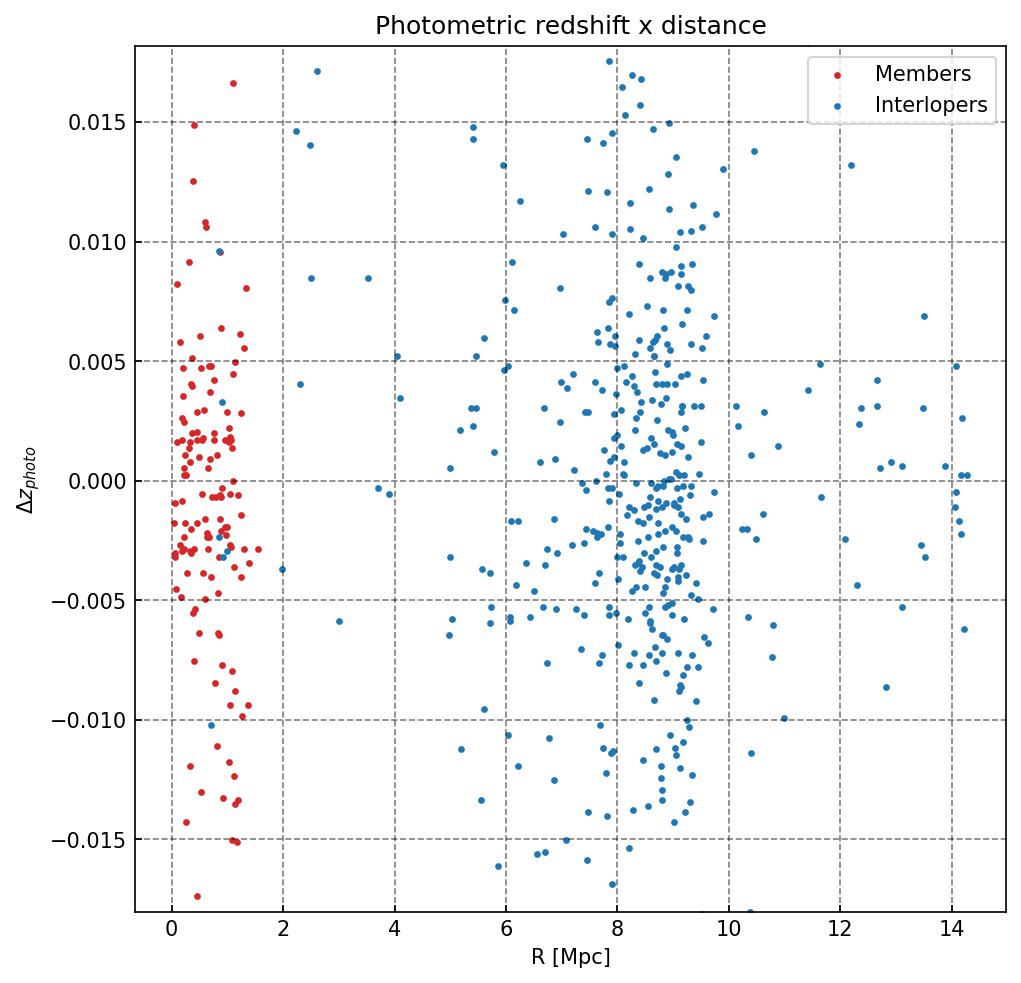 Photometric redshift x distance
Members
Interlopers
0.015
0.010
0.005
0.000
−0.005
−0.010
−0.015
Δz_photo
0 2 4 6 8 10 12 14
R [Mpc]